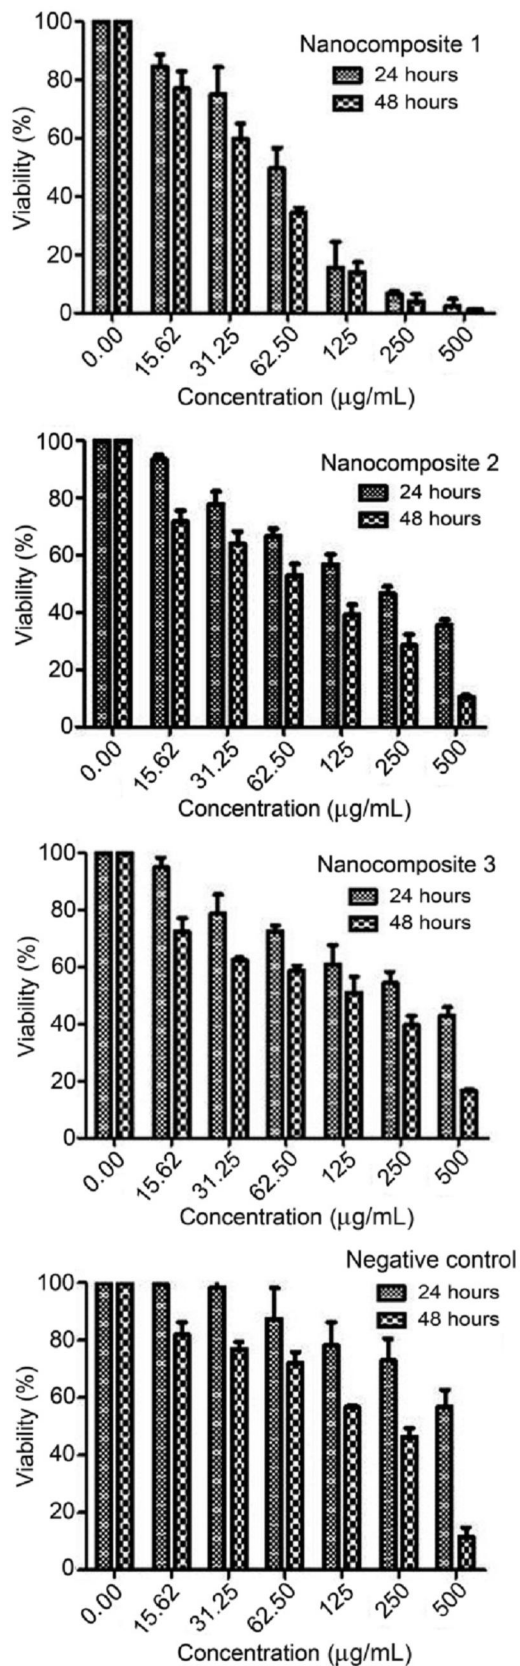 Nanocomposite 1
24 hours
48 hours
Viability (%)
100
80
60
40
20
0
0.00 15.62 31.25 62.50 125 250 500
Concentration (µg/mL)
Nanocomposite 2
24 hours
48 hours
Viability (%)
100
80
60
40
20
0
0.00 15.62 31.25 62.50 125 250 500
Concentration (µg/mL)
Nanocomposite 3
24 hours
48 hours
Viability (%)
100
80
60
40
20
0
0.00 15.62 31.25 62.50 125 250 500
Concentration (µg/mL)
Negative control
24 hours
48 hours
Viability (%)
100
80
60
40
20
0
0.00 15.62 31.25 62.50 125 250 500
Concentration (µg/mL)